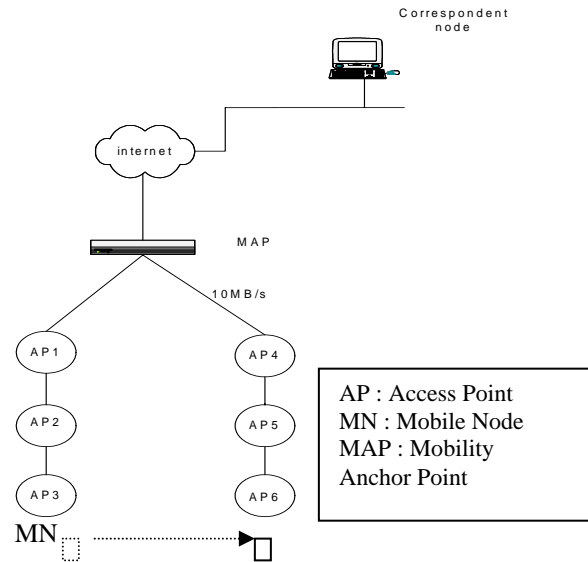 Correspondent
node
internet
MAP
10MB/s
AP1
AP4
AP2
AP5
AP3
AP6
MN
AP : Access Point
MN : Mobile Node
MAP : Mobility
Anchor Point